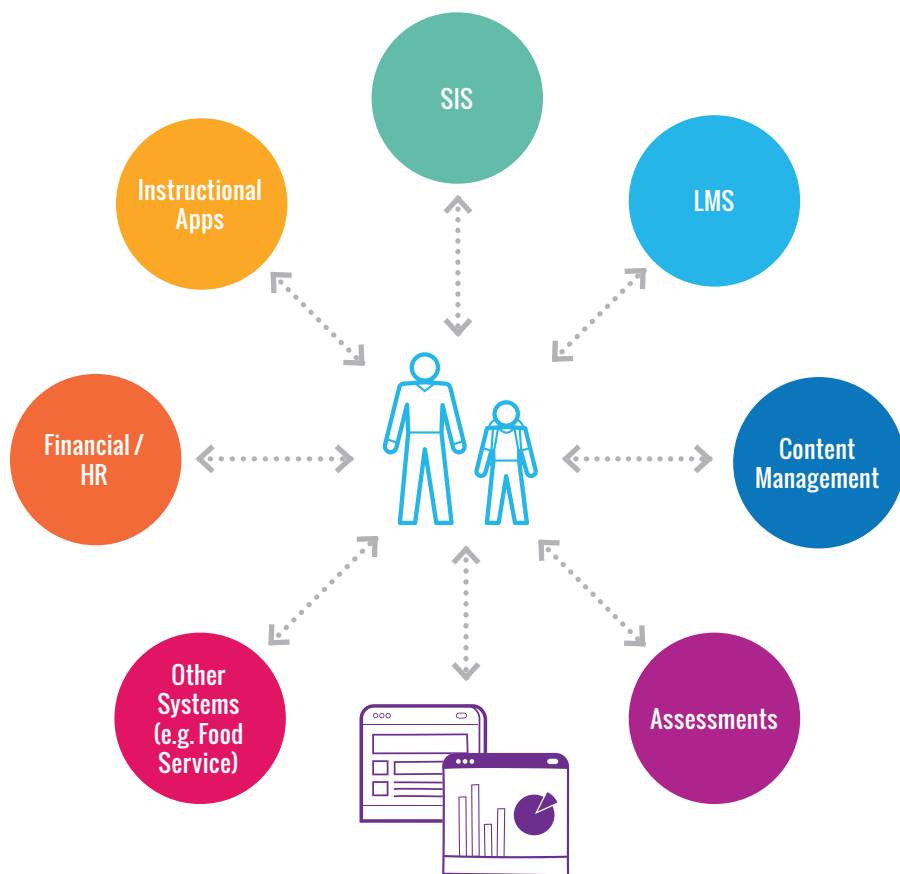 SIS
Instructional
Apps
LMS
Financial /
HR
Content
Management
Other
Systems
(e.g. Food
Service)
Assessments